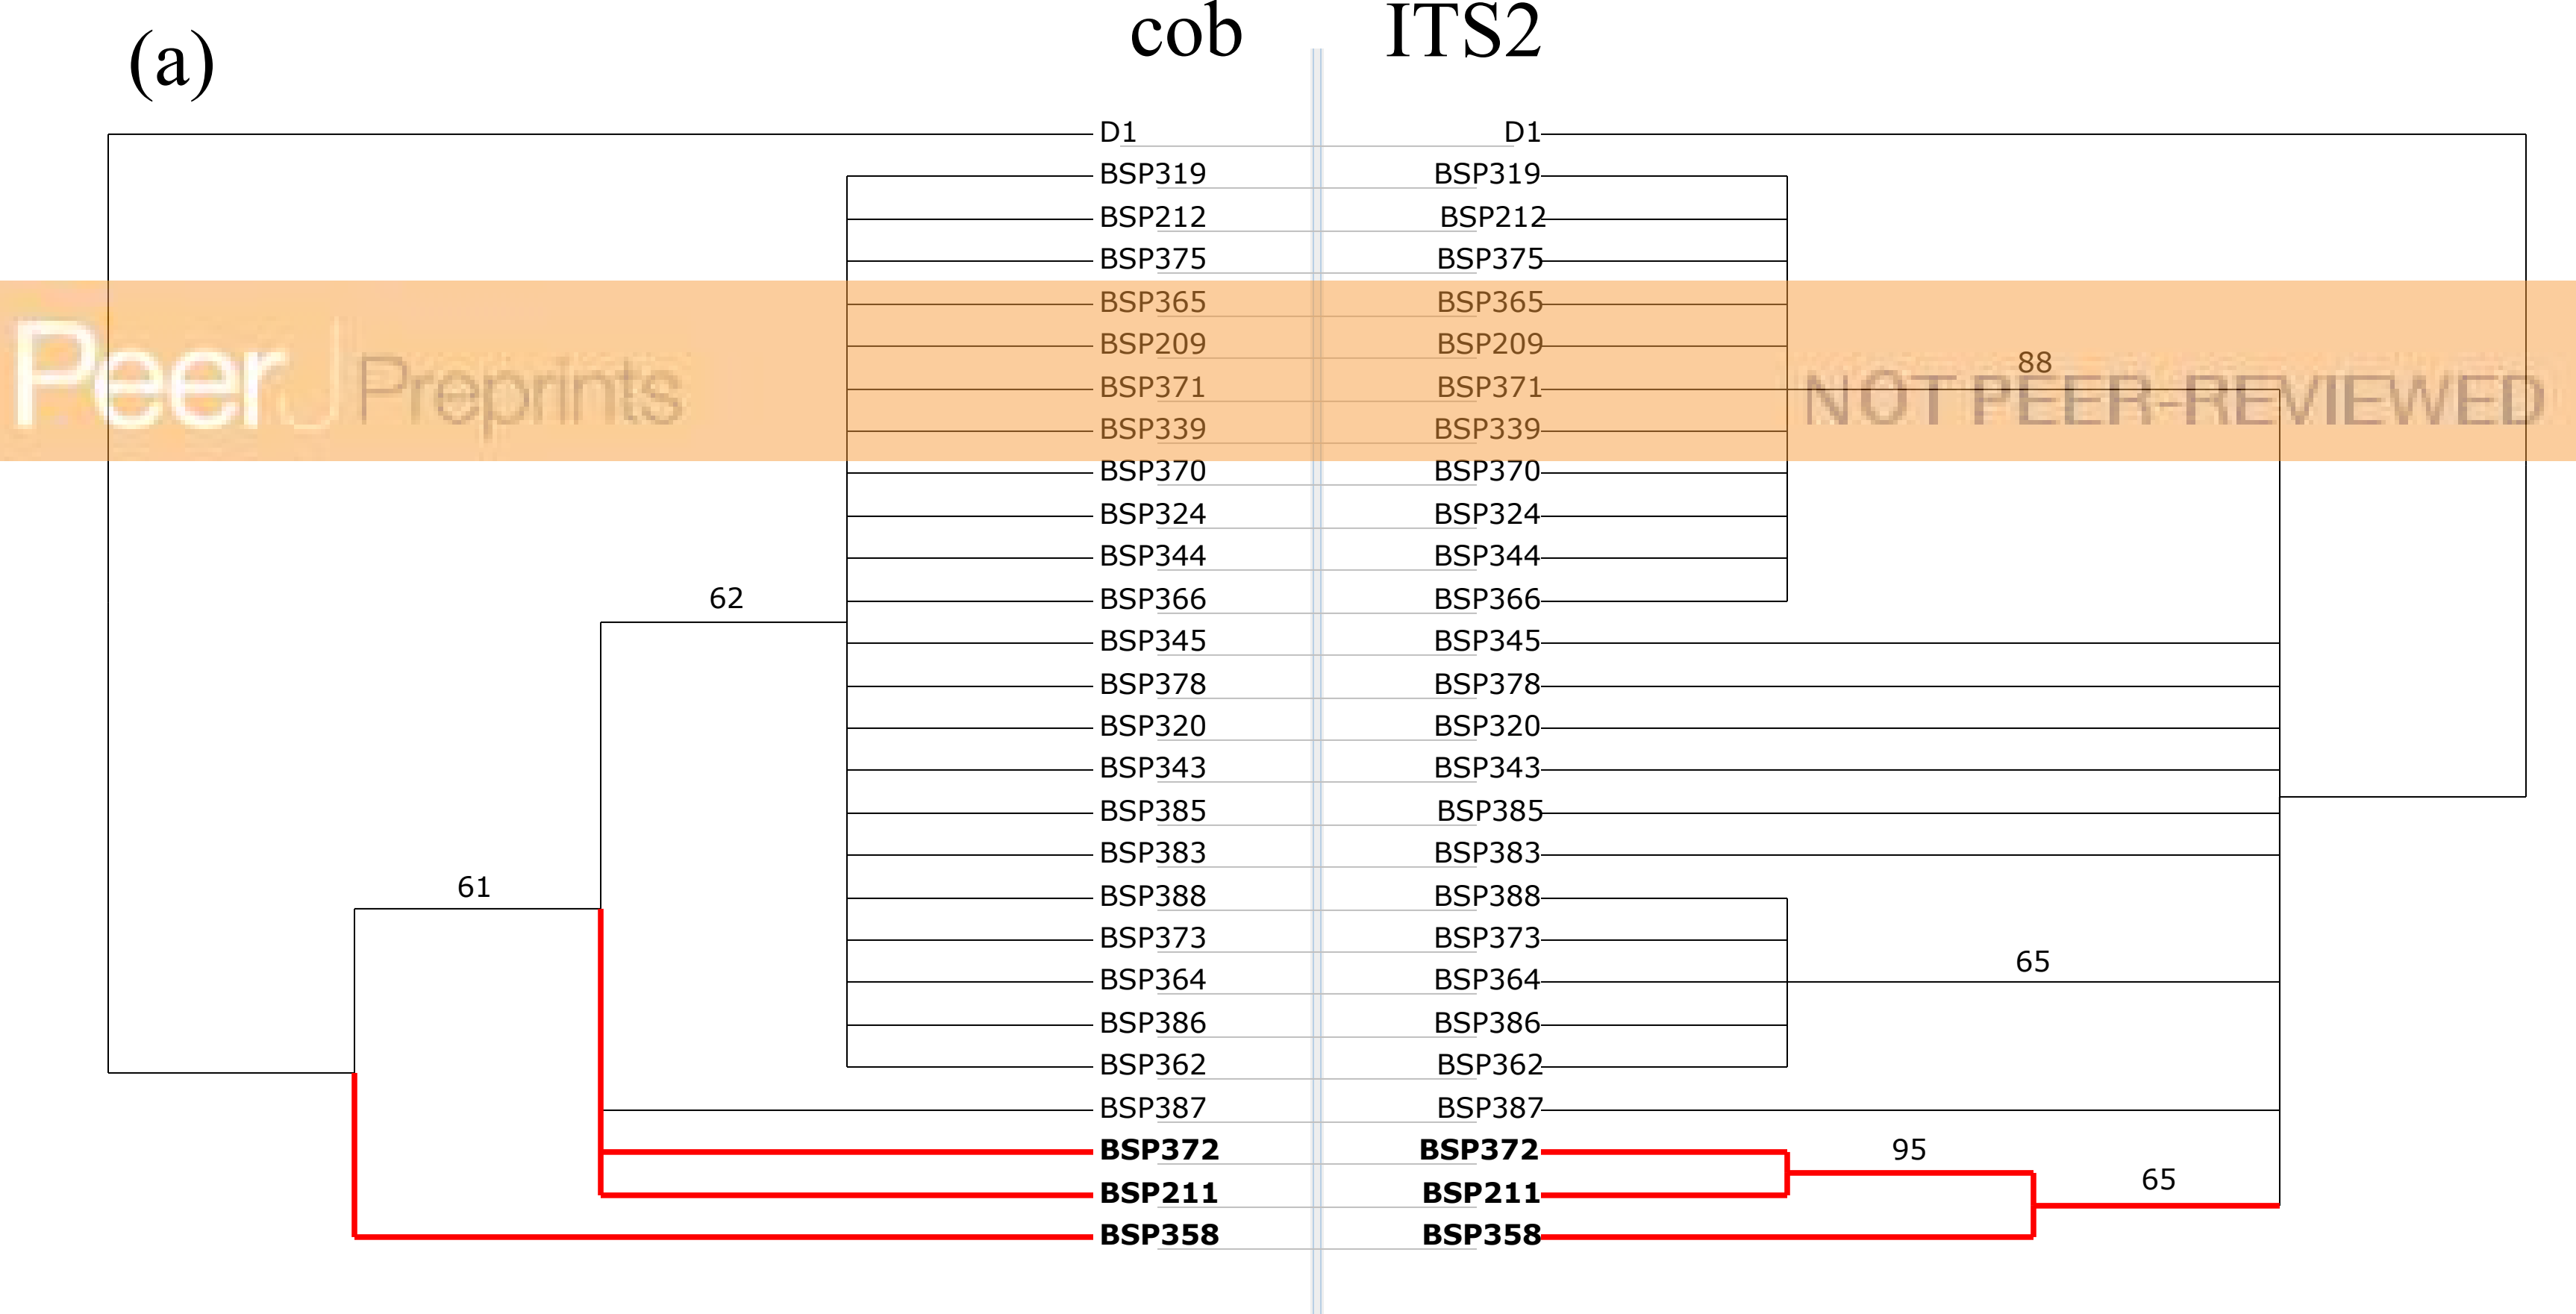 (a) cob ITS2
D1 D1
BSP319 BSP319
BSP212 BSP212
BSP375 BSP375
BSP365 BSP365
BSP209 BSP209
88
BSP371 BSP371
PeerJ Preprints NOT PEER-REVIEWED
BSP339 BSP339
BSP370 BSP370
BSP324 BSP324
BSP344 BSP344
62 BSP366 BSP366
BSP345 BSP345
BSP378 BSP378
BSP320 BSP320
BSP343 BSP343
BSP385 BSP385
BSP383 BSP383
61 BSP388 BSP388
BSP373 BSP373
65
BSP364 BSP364
BSP386 BSP386
BSP362 BSP362
BSP387 BSP387
BSP372 BSP372 95
BSP211 BSP211 65
BSP358 BSP358